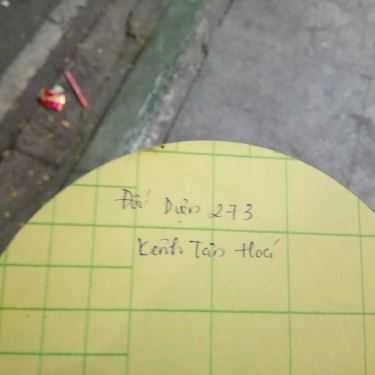 Đối Diện 273
Kênh Tân Hoá